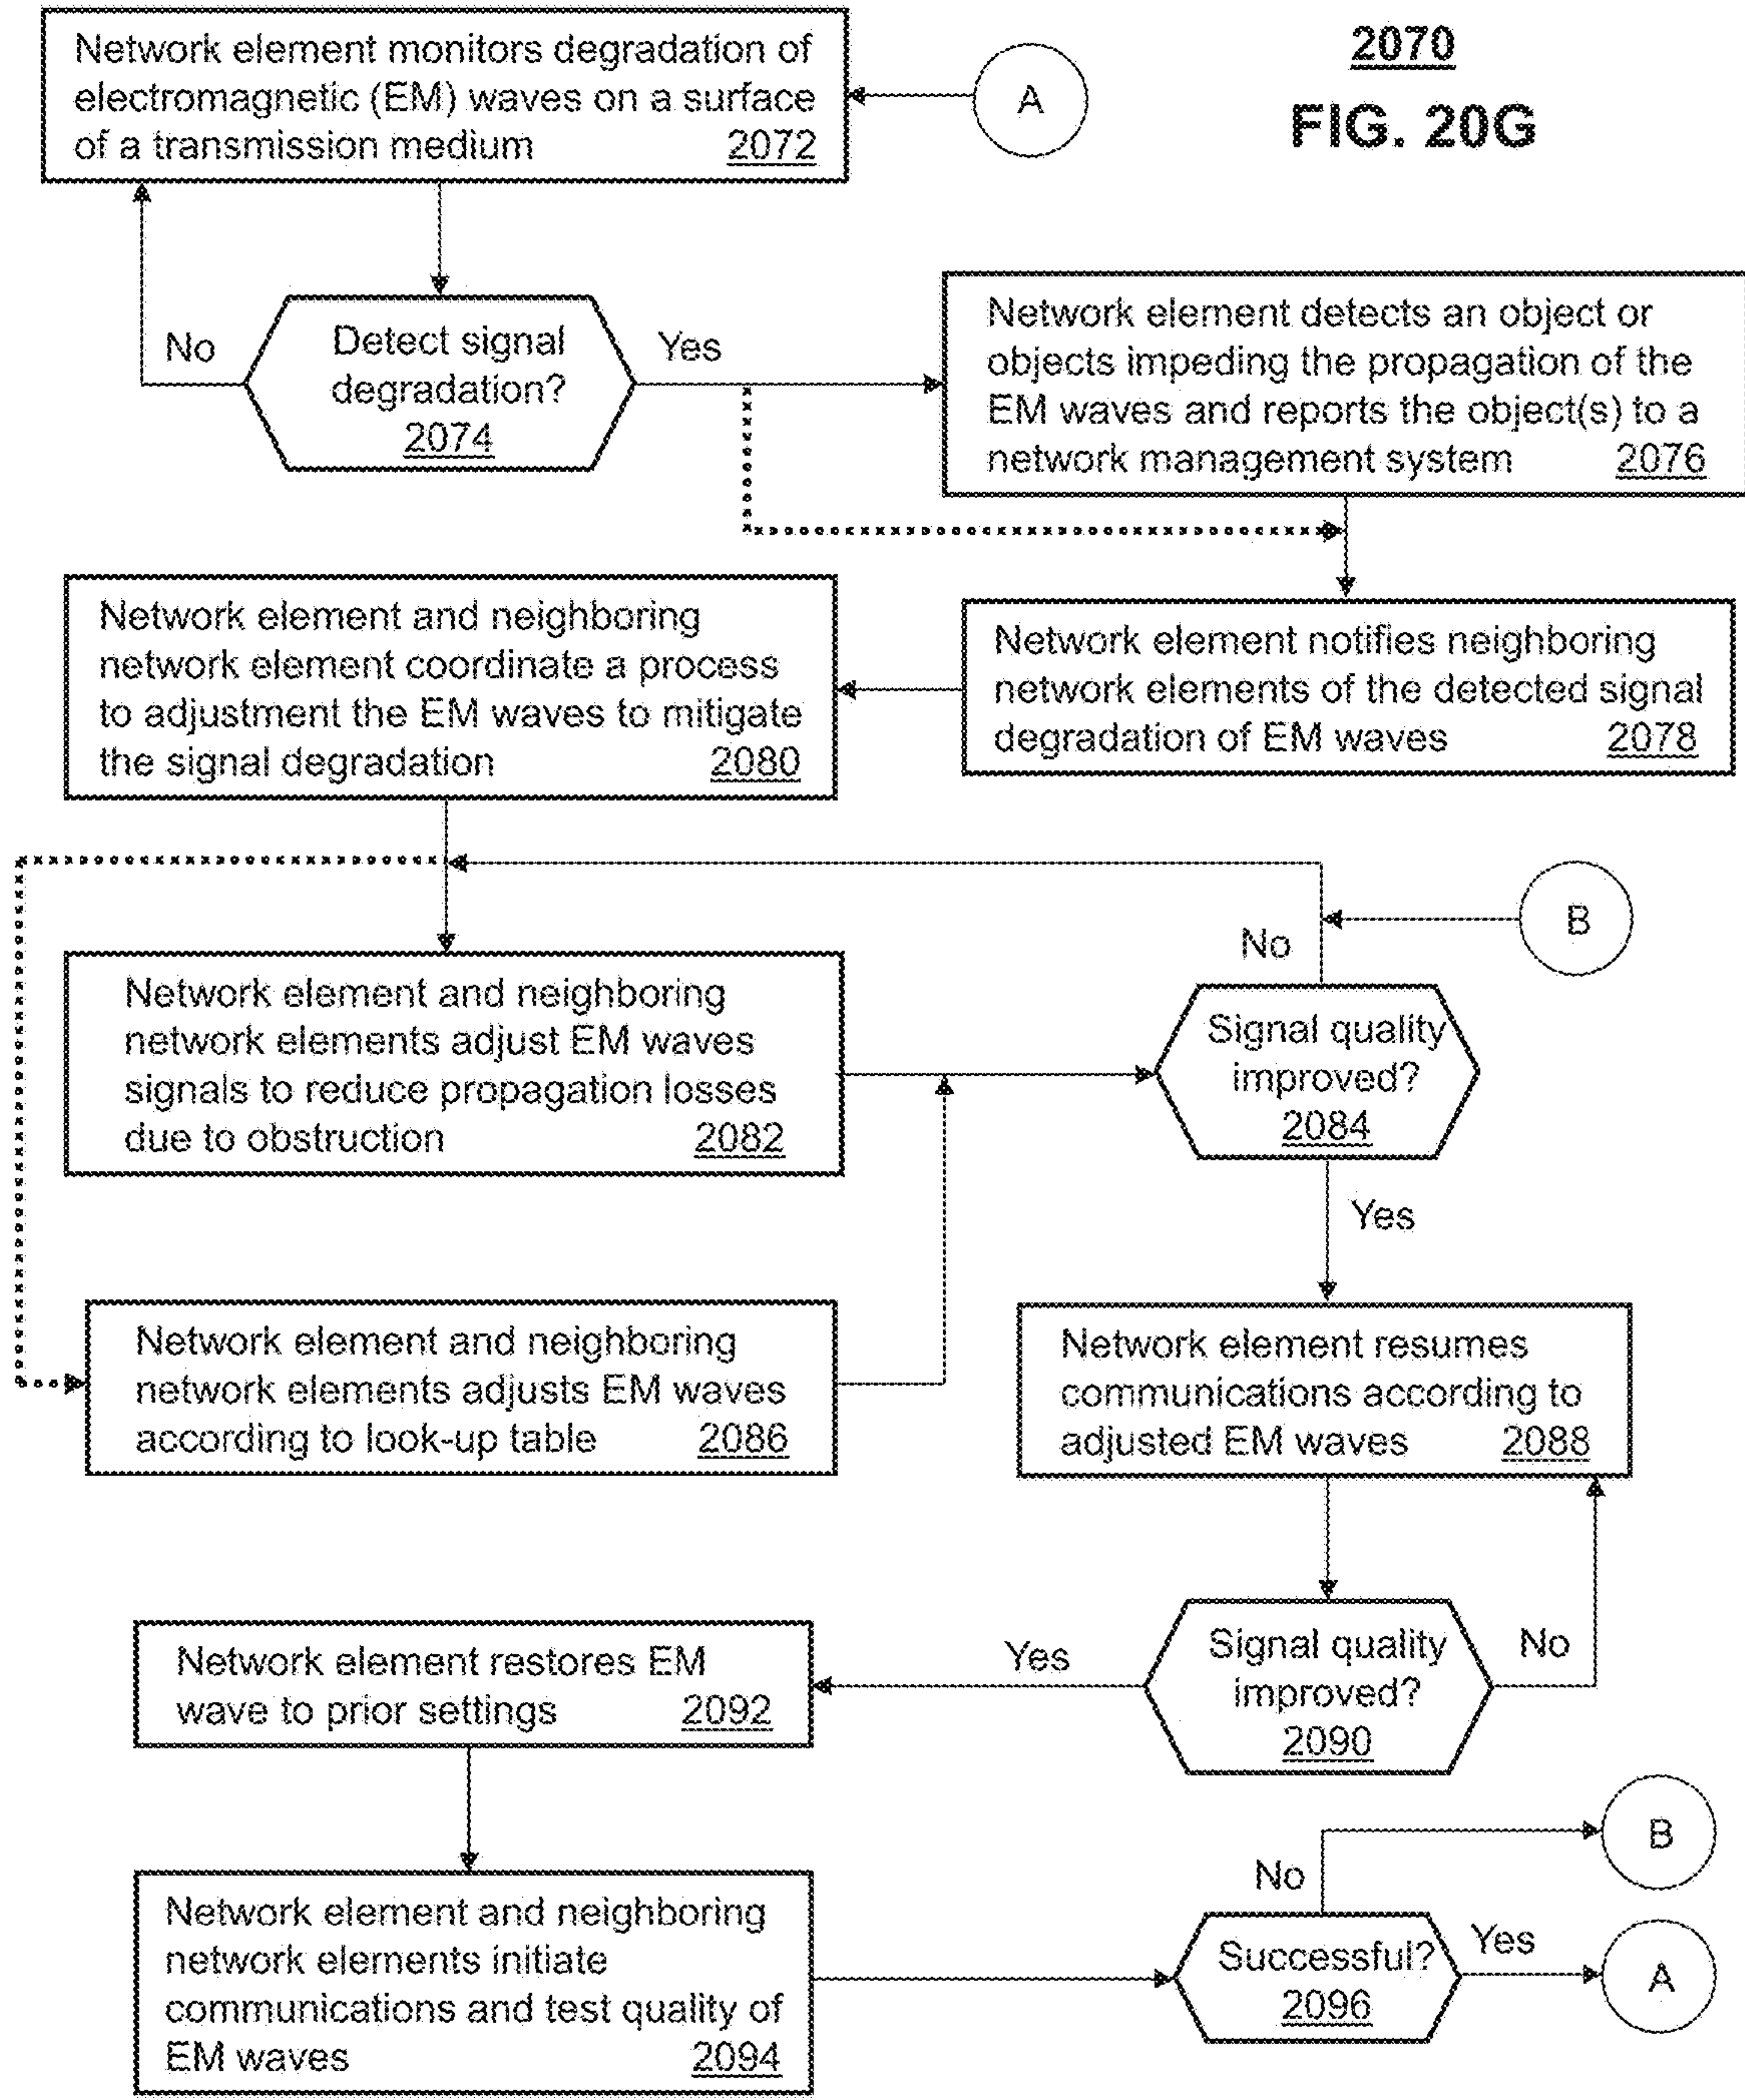 2070
FIG. 20G
Network element monitors degradation of
electromagnetic (EM) waves on a surface
of a transmission medium 2072
A
No
Detect signal
degradation?
2074
Yes
Network element detects an object or
objects impeding the propagation of the
EM waves and reports the object(s) to a
network management system 2076
Network element and neighboring
network element coordinate a process
to adjustment the EM waves to mitigate
the signal degradation 2080
Network element notifies neighboring
network elements of the detected signal
degradation of EM waves 2078
B
No
Network element and neighboring
network elements adjust EM waves
signals to reduce propagation losses
due to obstruction 2082
Signal quality
improved?
2084
Yes
Network element and neighboring
network elements adjusts EM waves
according to look-up table 2086
Network element resumes
communications according to
adjusted EM waves 2088
Network element restores EM
wave to prior settings 2092
Yes
Signal quality
improved?
2090
No
B
No
Network element and neighboring
network elements initiate
communications and test quality of
EM waves 2094
Successful?
2096
Yes
A